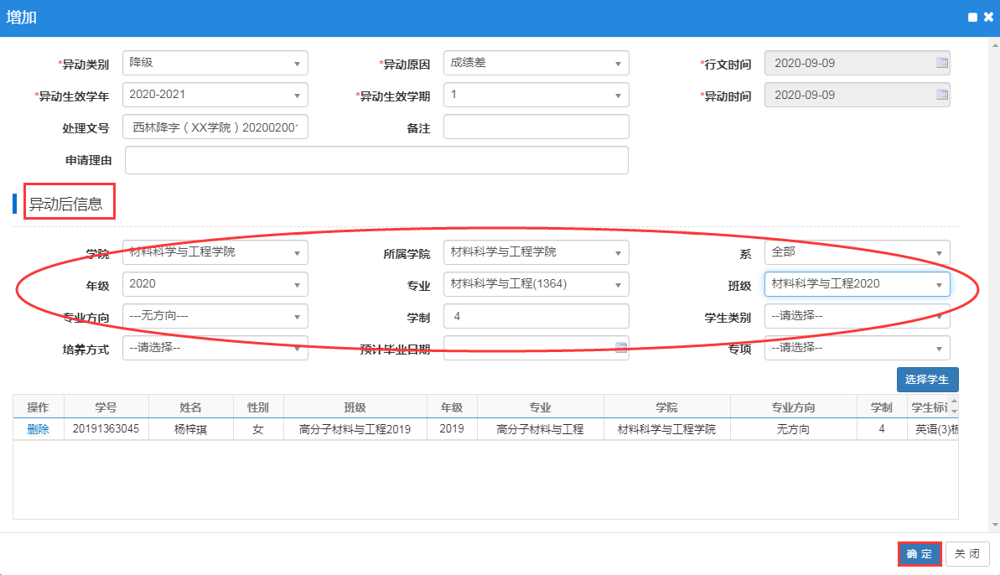 增加
*异动类别 降级 *异动原因 成绩差 *行文时间 2020-09-09
*异动生效学年 2020-2021 *异动生效学期 1 *异动时间 2020-09-09
处理文号 西林降字（XX学院）20200200 备注
申请理由
异动后信息
学院 材料科学与工程学院 所属学院 材料科学与工程学院 系 全部
年级 2020 专业 材料科学与工程(1364) 班级 材料科学与工程2020
专业方向 ---无方向--- 学制 4 学生类别 --请选择--
培养方式 --请选择-- 预计毕业日期 专项 --请选择--
选择学生
操作 学号 姓名 性别 班级 年级 专业 学院 专业方向 学制 学生标
删除 20191363045 杨梓琪 女 高分子材料与工程2019 2019 高分子材料与工程 材料科学与工程学院 无方向 4 英语(3)板
确 定 关 闭